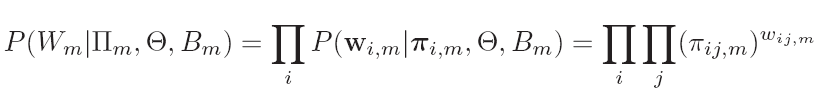 P(W_m|Π_m, Θ, B_m) = ∏_i P(𝐰_{i,m}|𝝅_{i,m}, Θ, B_m) = ∏_i ∏_j (π_{ij,m})^{w_{ij,m}}